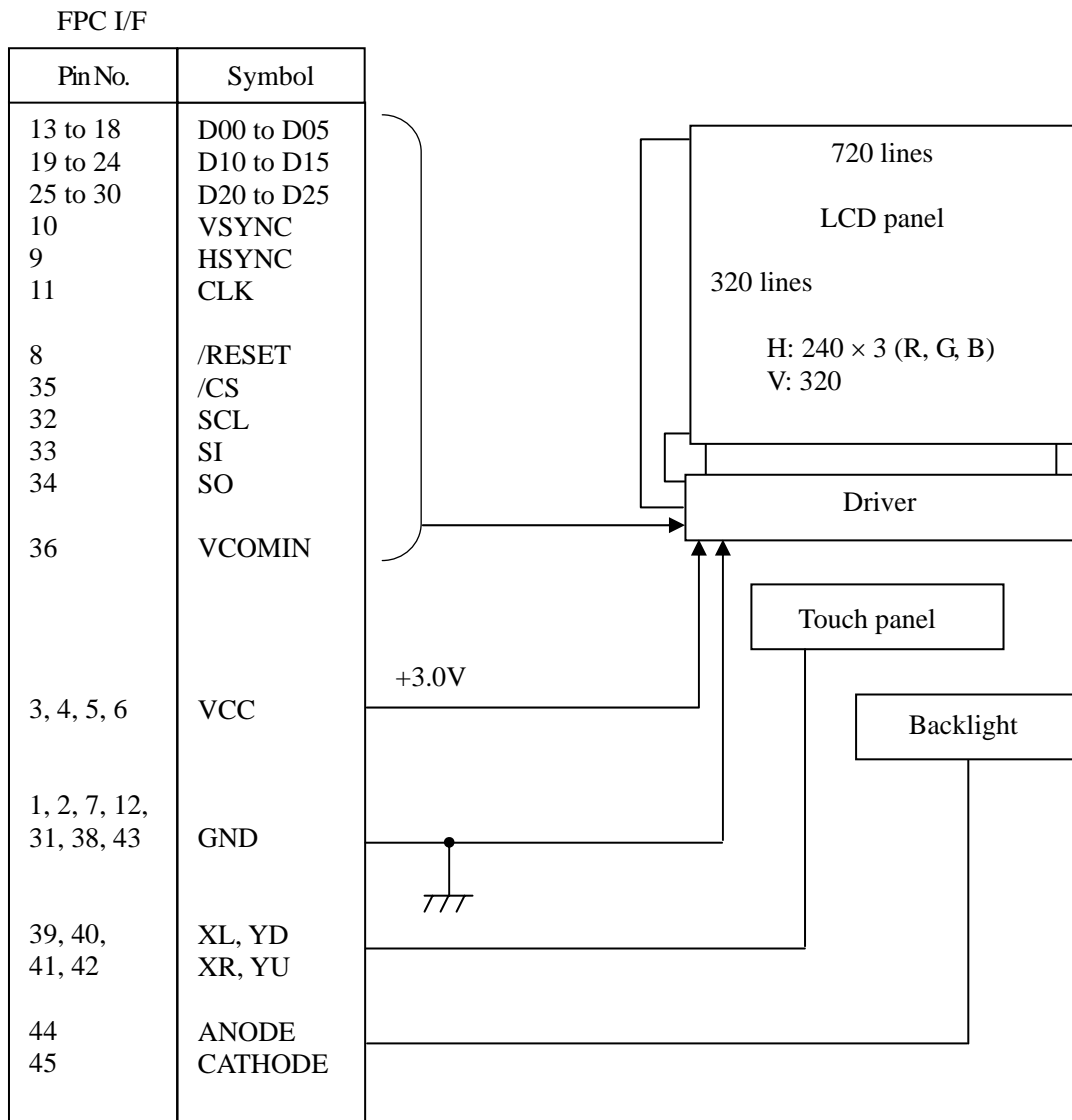 FPC I/F
Pin No. Symbol
13 to 18 D00 to D05
19 to 24 D10 to D15
25 to 30 D20 to D25
10 VSYNC
9 HSYNC
11 CLK
8 /RESET
35 /CS
32 SCL
33 SI
34 SO
36 VCOMIN
3, 4, 5, 6 VCC
1, 2, 7, 12,
31, 38, 43 GND
39, 40, XL, YD
41, 42 XR, YU
44 ANODE
45 CATHODE
+3.0V
720 lines
LCD panel
320 lines
H: 240 × 3 (R, G, B)
V: 320
Driver
Touch panel
Backlight